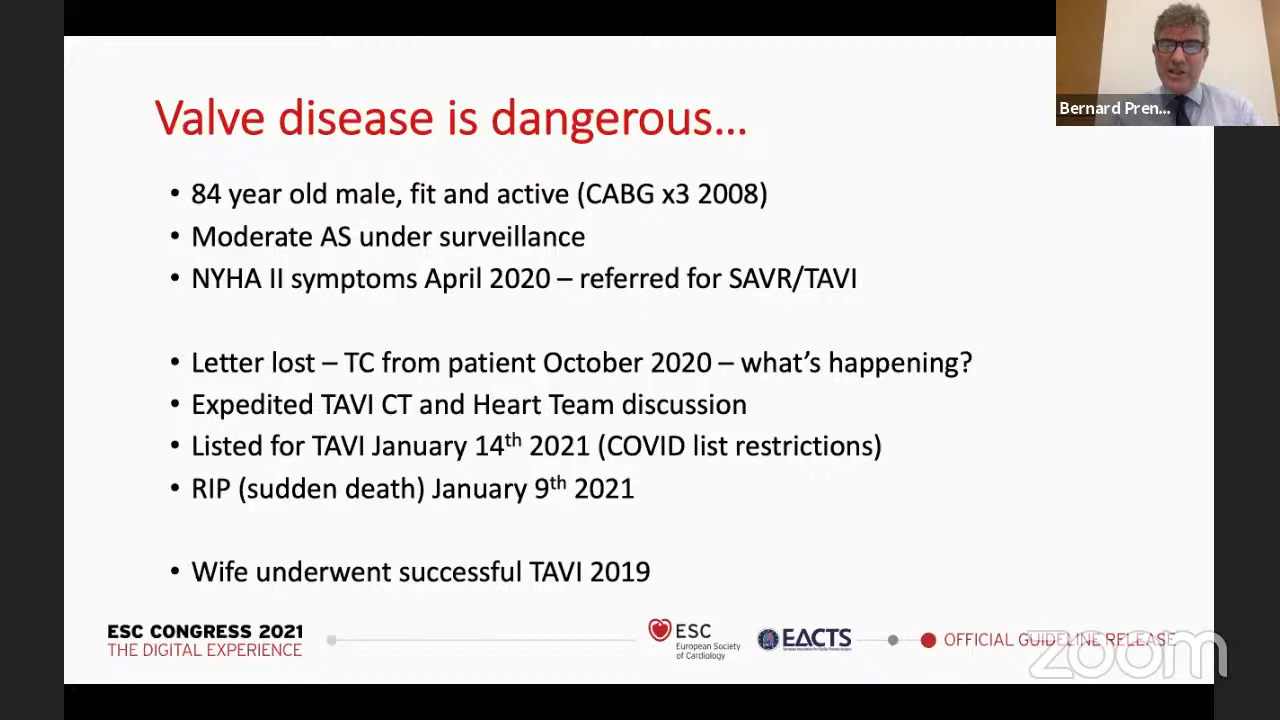 Bernard Pren...
Valve disease is dangerous...
• 84 year old male, fit and active (CABG x3 2008)
• Moderate AS under surveillance
• NYHA II symptoms April 2020 – referred for SAVR/TAVI
• Letter lost – TC from patient October 2020 – what's happening?
• Expedited TAVI CT and Heart Team discussion
• Listed for TAVI January 14th 2021 (COVID list restrictions)
• RIP (sudden death) January 9th 2021
• Wife underwent successful TAVI 2019
ESC CONGRESS 2021
THE DIGITAL EXPERIENCE
ESC
European Society
of Cardiology
EACTS
OFFICIAL GUIDELINE RELEASE
zoom